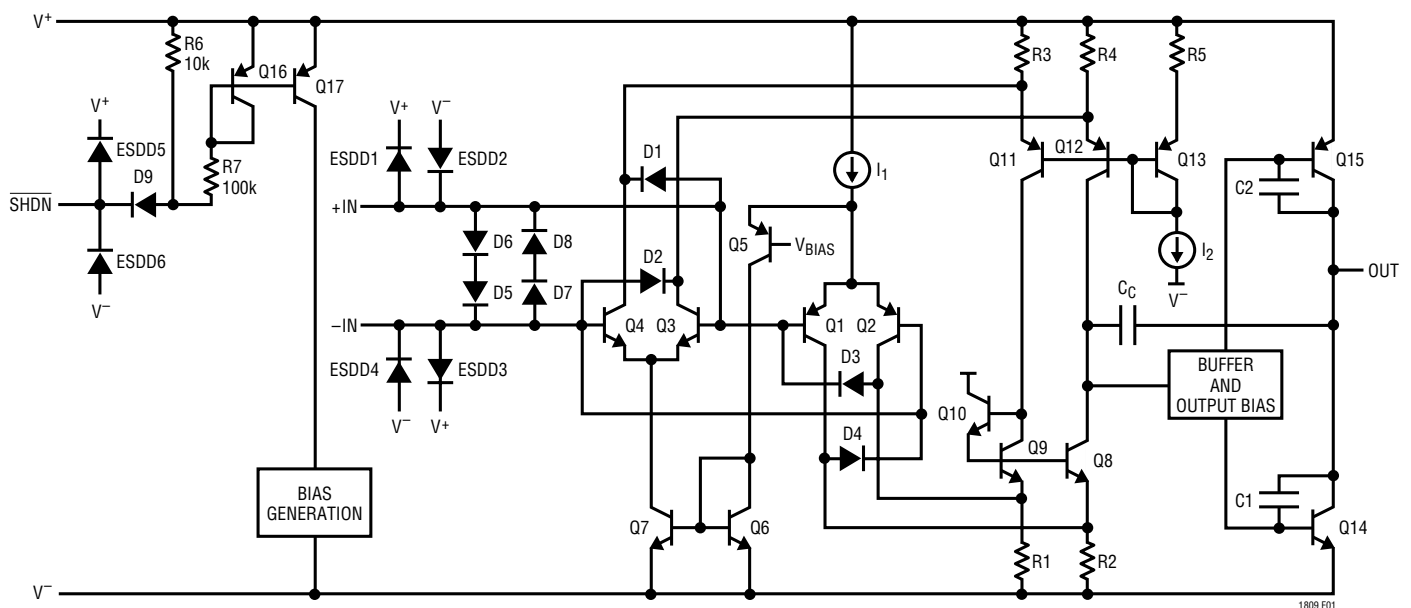 V+
R6
10k
Q16
Q17
R3
R4
R5
V+
ESDD5
D9
R7
100k
SHDN
ESDD6
V−
V+
V−
ESDD1
ESDD2
D1
I1
Q11
Q12
Q13
Q15
C2
+IN
D6
D8
D5
D7
D2
Q5
VBIAS
I2
V−
OUT
−IN
Q4
Q3
Q1
Q2
CC
ESDD4
ESDD3
V−
V+
D3
D4
Q10
Q9
Q8
BUFFER
AND
OUTPUT BIAS
BIAS
GENERATION
Q7
Q6
C1
Q14
R1
R2
V−
1809 F01